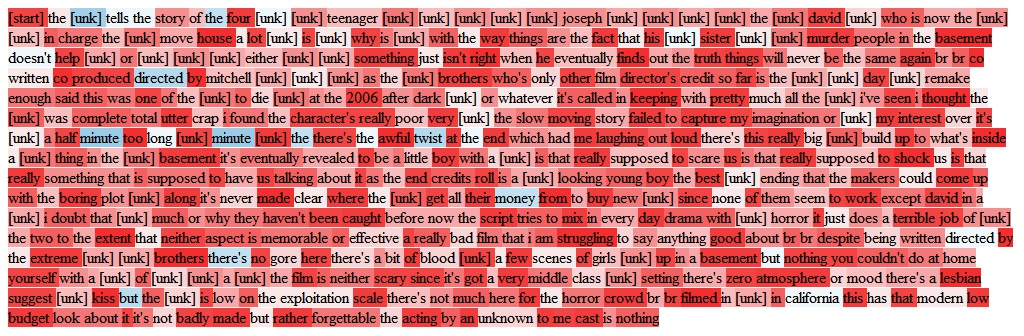 [start] the [unk] tells the story of the four [unk] [unk] teenager [unk] [unk] [unk] [unk] joseph [unk] [unk] [unk] [unk] the [unk] david [unk] who is now the [unk]
[unk] in charge the [unk] move house a lot [unk] is [unk] why is [unk] with the way things are the fact that his [unk] sister [unk] [unk] murder people in the basement
doesn't help [unk] or [unk] [unk] either [unk] [unk] something just isn't right when he eventually finds out the truth things will never be the same again br br co
written co produced directed by mitchell [unk] [unk] [unk] as the [unk] brothers who's only other film director's credit so far is the [unk] [unk] day [unk] remake
enough said this was one of the [unk] to die [unk] at the 2006 after dark [unk] or whatever it's called in keeping with pretty much all the [unk] i've seen i thought the
[unk] was complete total utter crap i found the character's really poor very [unk] the slow moving story failed to capture my imagination or [unk] my interest over it's
[unk] a half minute too long [unk] minute [unk] the there's the awful twist at the end which had me laughing out loud there's this really big [unk] build up to what's inside
a [unk] thing in the [unk] basement it's eventually revealed to be a little boy with a [unk] is that really supposed to scare us is that really supposed to shock us is that
really something that is supposed to have us talking about it as the end credits roll is a [unk] looking young boy the best [unk] ending that the makers could come up
with the boring plot [unk] along it's never made clear where the [unk] get all their money from to buy new [unk] since none of them seem to work except david in a
[unk] i doubt that [unk] much or why they haven't been caught before now the script tries to mix in every day drama with [unk] horror it just does a terrible job of [unk]
the two to the extent that neither aspect is memorable or effective a really bad film that i am struggling to say anything good about br br despite being written directed by
the extreme [unk] [unk] brothers there's no gore here there's a bit of blood [unk] a few scenes of girls [unk] up in a basement but nothing you couldn't do at home
yourself with a [unk] of [unk] a [unk] the film is neither scary since it's got a very middle class [unk] setting there's zero atmosphere or mood there's a lesbian
suggest [unk] kiss but the [unk] is low on the exploitation scale there's not much here for the horror crowd br br filmed in [unk] in california this has that modern low
budget look about it it's not badly made but rather forgettable the acting by an unknown to me cast is nothing